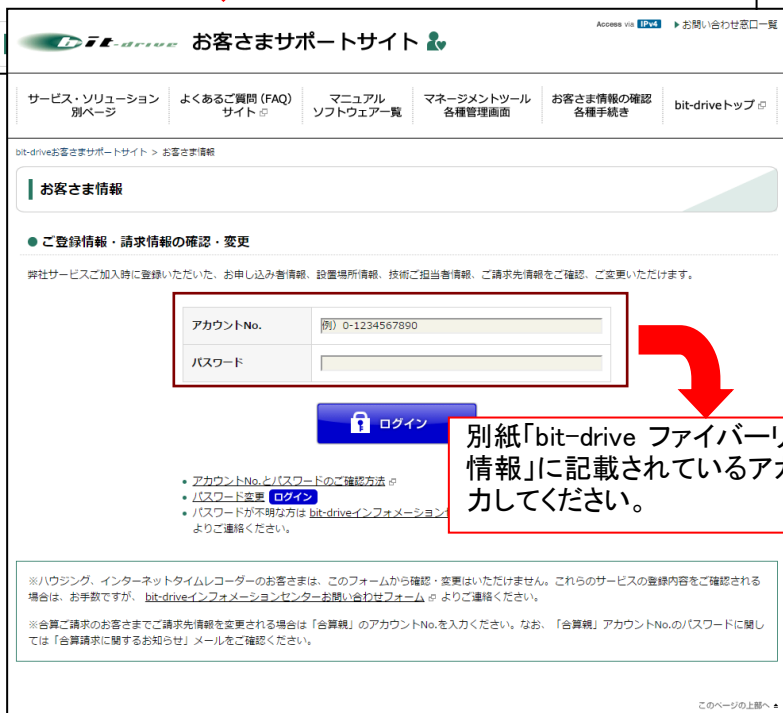 Access via IPv4 お問い合わせ窓口一覧
bit-drive お客さまサポートサイト
サービス・ソリューション別ページ
よくあるご質問(FAQ)サイト
マニュアル ソフトウェア一覧
マネージメントツール 各種管理画面
お客さま情報の確認 各種手続き
bit-driveトップ
bit-driveお客さまサポートサイト > お客さま情報
お客さま情報
● ご登録情報・請求情報の確認・変更
弊社サービスご加入時に登録いただいた、お申し込み者情報、設置場所情報、技術ご担当者情報、ご請求先情報をご確認、ご変更いただけます。
アカウントNo. 例）0-1234567890
パスワード
ログイン
別紙「bit-drive ファイバーリ
情報」に記載されているアカ
力してください。
• アカウントNo.とパスワードのご確認方法
• パスワード変更 ログイン
• パスワードが不明な方は bit-driveインフォメーション
よりご連絡ください。
※ハウジング、インターネットタイムレコーダーのお客さまは、このフォームから確認・変更はいただけません。これらのサービスの登録内容をご確認される
場合は、お手数ですが、 bit-driveインフォメーションセンターお問い合わせフォーム よりご連絡ください。
※合算ご請求のお客さまでご請求先情報を変更される場合は「合算親」のアカウントNo.を入力ください。なお、「合算親」アカウントNo.のパスワードに関し
ては「合算請求に関するお知らせ」メールをご確認ください。
このページの上部へ